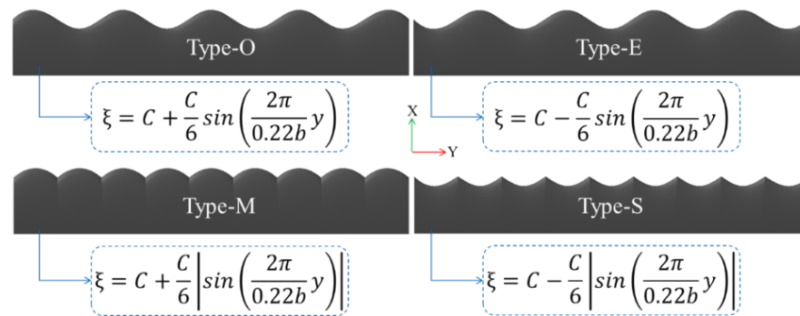 Type-O
ξ = C + C/6 sin(2π/0.22b y)
Type-E
ξ = C − C/6 sin(2π/0.22b y)
X
Y
Type-M
ξ = C + C/6 |sin(2π/0.22b y)|
Type-S
ξ = C − C/6 |sin(2π/0.22b y)|